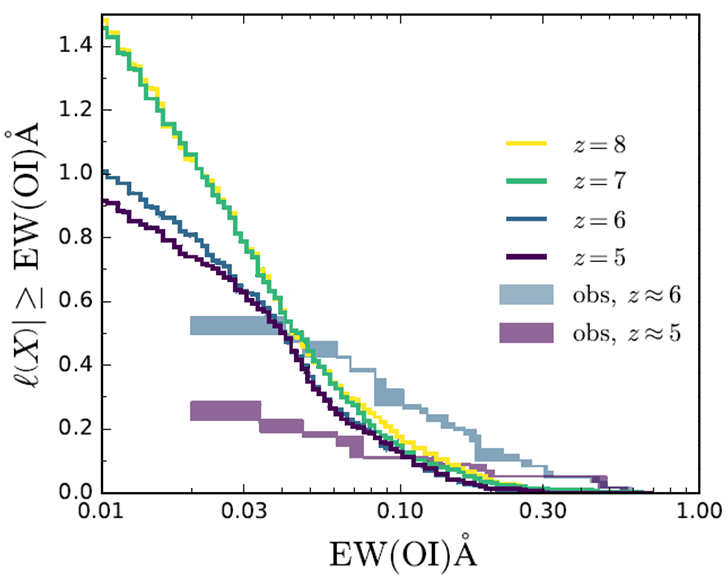 1.4
1.2
1.0
0.8
0.6
0.4
0.2
0.0
ℓ(X)| ≥ EW(OI)Å
z = 8
z = 7
z = 6
z = 5
obs, z ≈ 6
obs, z ≈ 5
0.01 0.03 0.10 0.30 1.00
EW(OI)Å